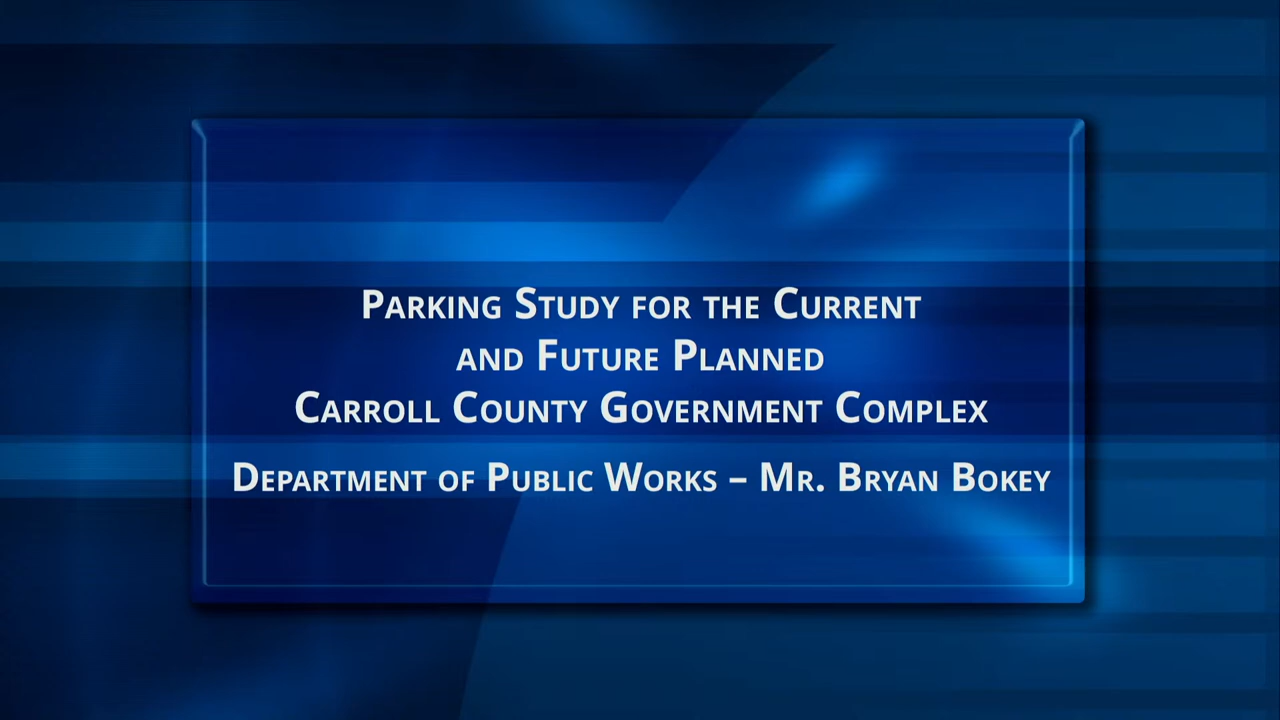 Parking Study for the Current
and Future Planned
Carroll County Government Complex
Department of Public Works – Mr. Bryan Bokey